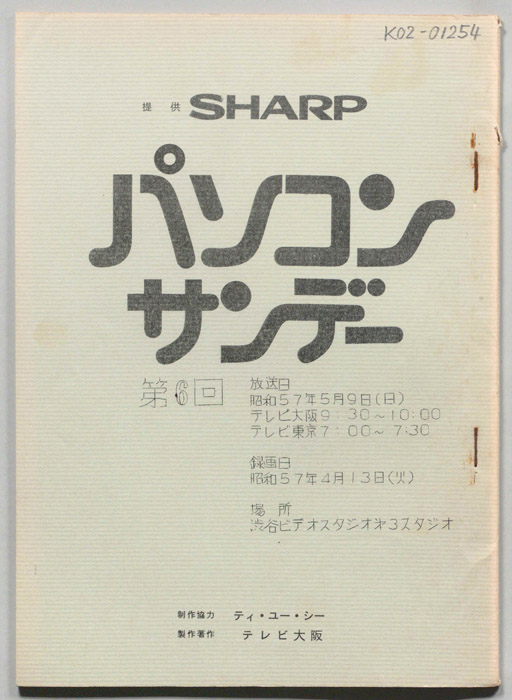 K02-01254
提供 SHARP
パソコン
サンデー
第6回
放送日
昭和57年5月9日(日)
テレビ大阪9:30~10:00
テレビ東京7:00~7:30
録画日
昭和57年4月13日(火)
場 所
渋谷ビデオスタジオ第3スタジオ
制作協力 ティ・ユー・シー
製作著作 テレビ大阪